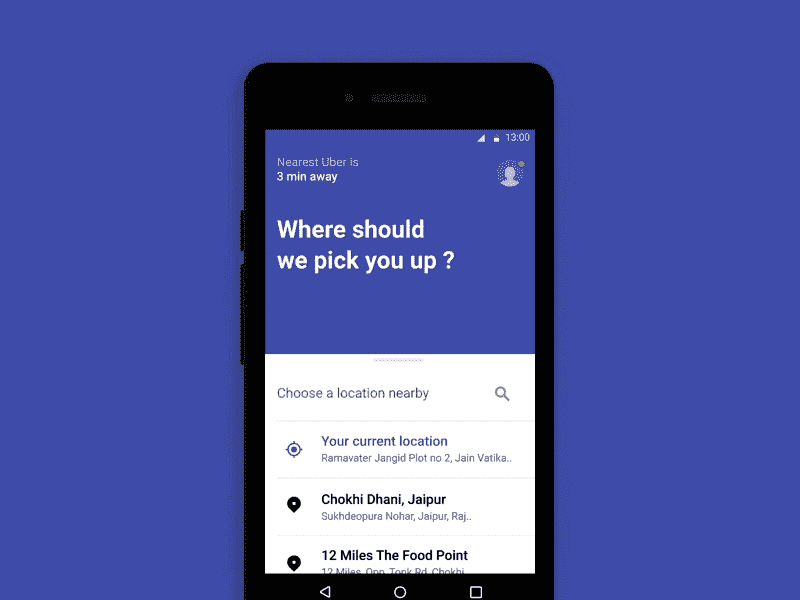 13:00
Nearest Uber is
3 min away
Where should
we pick you up ?
Choose a location nearby
Your current location
Ramavater Jangid Plot no 2, Jain Vatika..
Chokhi Dhani, Jaipur
Sukhdeopura Nohar, Jaipur, Raj..
12 Miles The Food Point
12 Miles, Opp. Tonk Rd, Chokhi